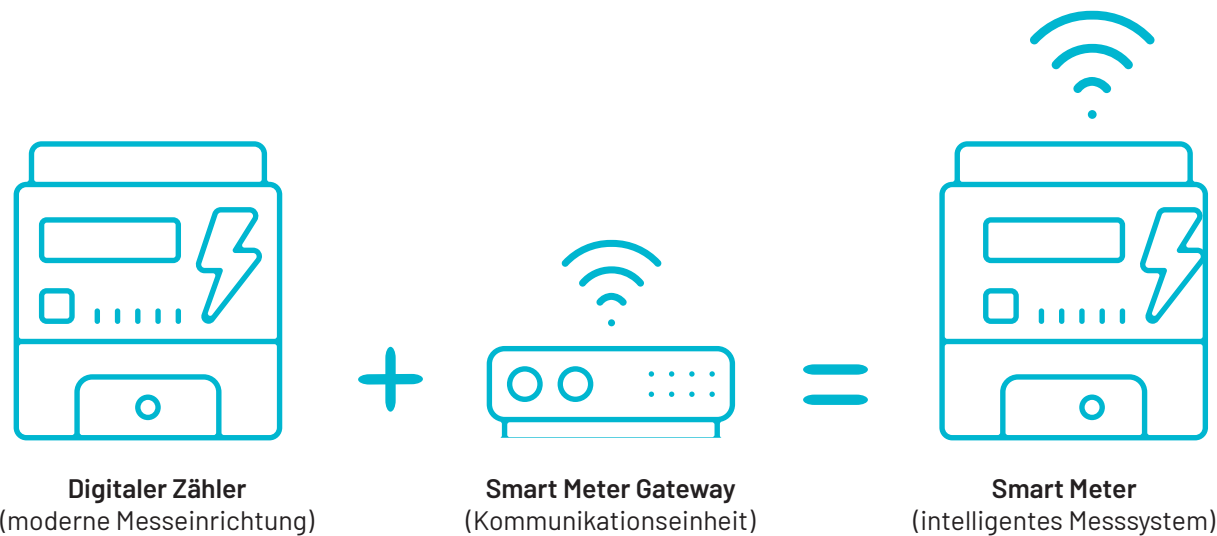 Digitaler Zähler
(moderne Messeinrichtung)
Smart Meter Gateway
(Kommunikationseinheit)
Smart Meter
(intelligentes Messsystem)